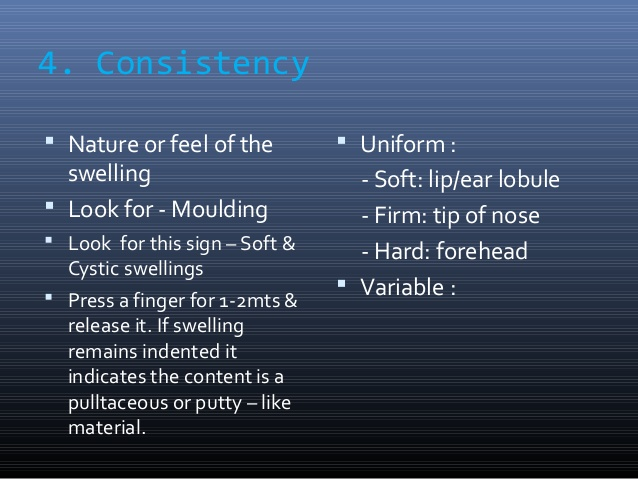 4. Consistency
▪ Nature or feel of the
swelling
▪ Look for - Moulding
▪ Look for this sign – Soft &
Cystic swellings
▪ Press a finger for 1-2mts &
release it. If swelling
remains indented it
indicates the content is a
pulltaceous or putty – like
material.
▪ Uniform :
- Soft: lip/ear lobule
- Firm: tip of nose
- Hard: forehead
▪ Variable :